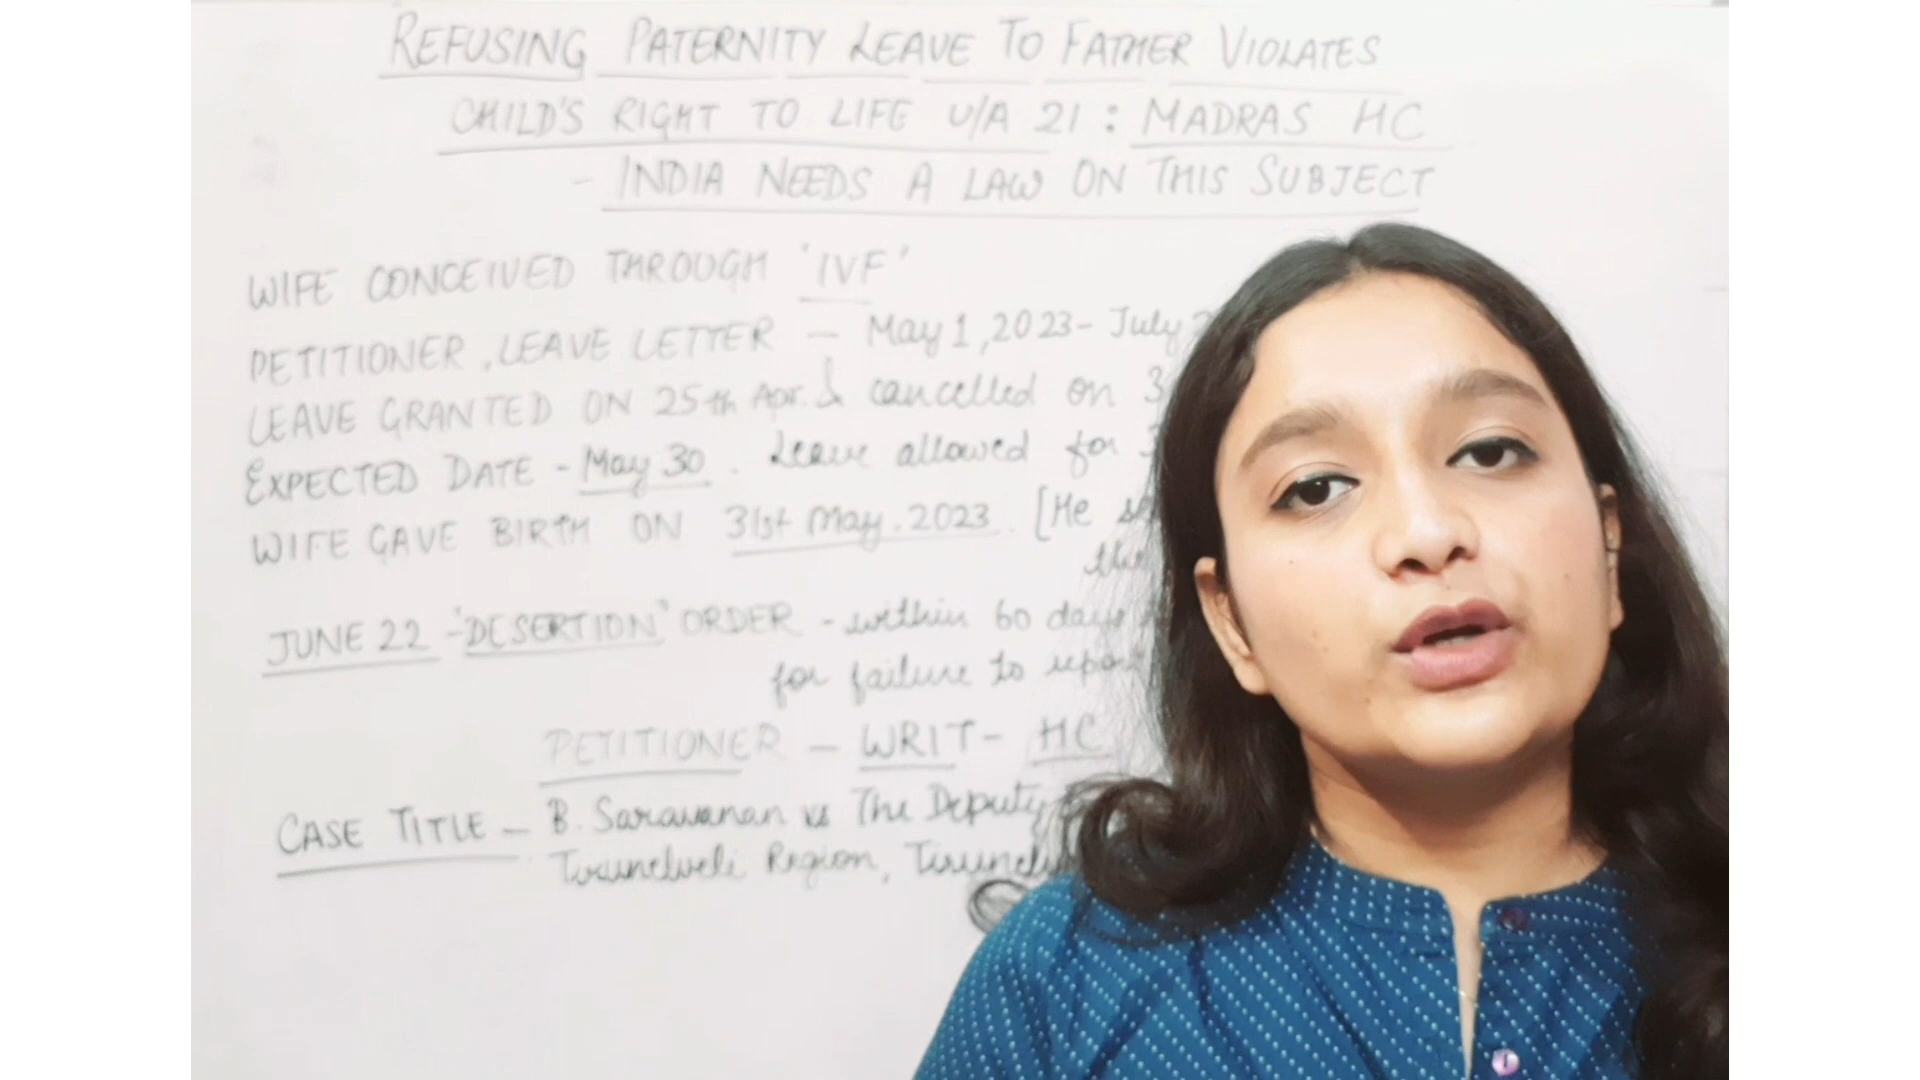 REFUSING PATERNITY LEAVE TO FATHER VIOLATES
CHILD'S RIGHT TO LIFE U/A 21 : MADRAS HC
- INDIA NEEDS A LAW ON THIS SUBJECT
WIFE CONCEIVED THROUGH 'IVF'
PETITIONER, LEAVE LETTER - May 1, 2023 - July
LEAVE GRANTED ON 25th Apr. & cancelled on 3
EXPECTED DATE - May 30. Leave allowed for
WIFE GAVE BIRTH ON 31st May. 2023. [He
JUNE 22 - "DESERTION" ORDER - within 60 days
for failure to report
PETITIONER - WRIT - HC
CASE TITLE - B. Saravanan vs The Deputy
Tirunelveli Region,